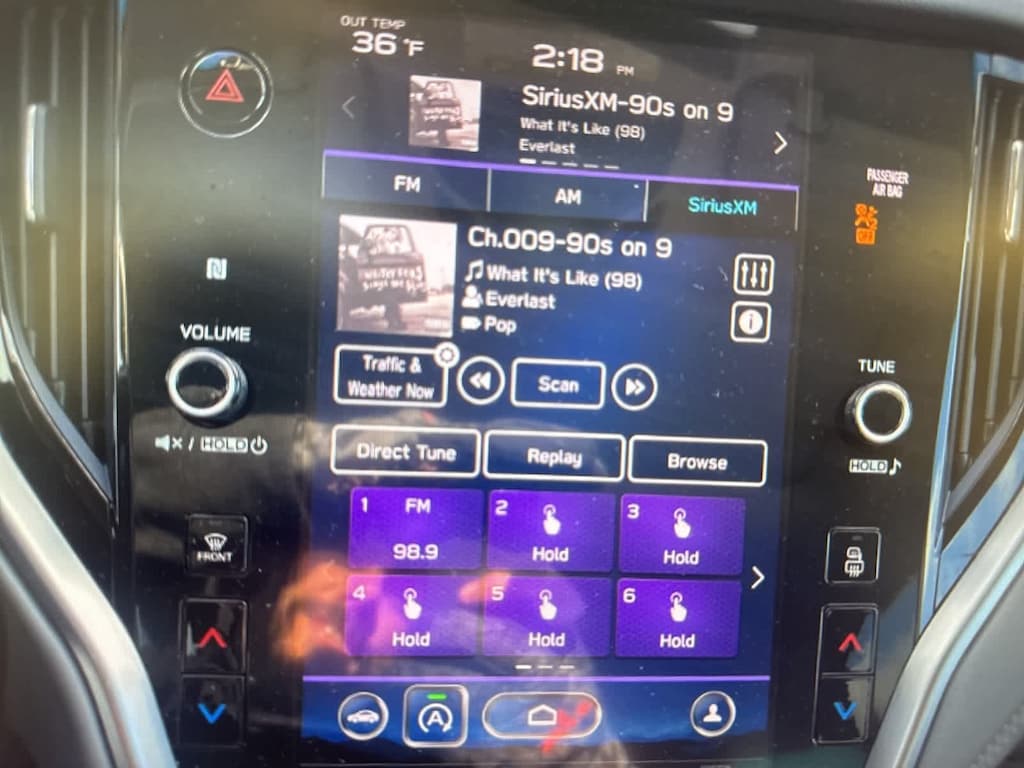 OUT TEMP
36 °F
2:18 PM
SiriusXM-90s on 9
What It's Like (98)
Everlast
FM
AM
SiriusXM
PASSENGER
AIR BAG
OFF
Ch.009-90s on 9
What It's Like (98)
Everlast
Pop
VOLUME
TUNE
Traffic &
Weather Now
Scan
/ HOLD
HOLD
Direct Tune
Replay
Browse
1 FM
98.9
2
Hold
3
Hold
FRONT
4
Hold
5
Hold
6
Hold
A